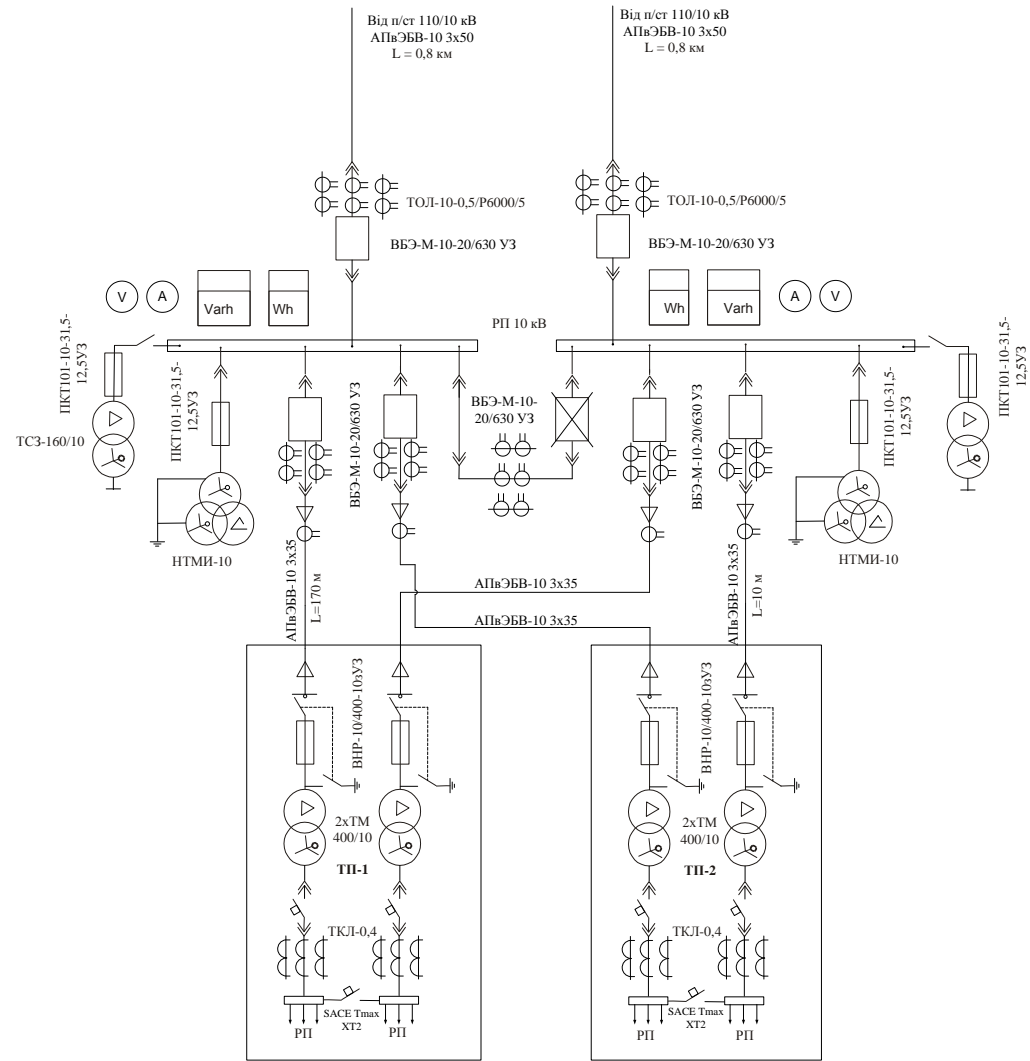 Від п/ст 110/10 кВ
АПвЭБВ-10 3х50
L = 0,8 км
Від п/ст 110/10 кВ
АПвЭБВ-10 3х50
L = 0,8 км
ТОЛ-10-0,5/Р6000/5
ТОЛ-10-0,5/Р6000/5
ВБЭ-М-10-20/630 УЗ
ВБЭ-М-10-20/630 УЗ
V
A
Varh
Wh
Wh
Varh
A
V
РП 10 кВ
ПКТ101-10-31,5-
12,5УЗ
ТСЗ-160/10
ПКТ101-10-31,5-
12,5УЗ
НТМИ-10
ВБЭ-М-10-20/630 УЗ
ВБЭ-М-10-
20/630 УЗ
ВБЭ-М-10-20/630 УЗ
ПКТ101-10-31,5-
12,5УЗ
НТМИ-10
ПКТ101-10-31,5-
12,5УЗ
АПвЭБВ-10 3х35
L=170 м
АПвЭБВ-10 3х35
АПвЭБВ-10 3х35
АПвЭБВ-10 3х35
L=10 м
ВНР-10/400-10зУЗ
2хТМ
400/10
ТП-1
ТКЛ-0,4
SACE Tmax
XT2
РП
РП
ВНР-10/400-10зУЗ
2хТМ
400/10
ТП-2
ТКЛ-0,4
SACE Tmax
XT2
РП
РП